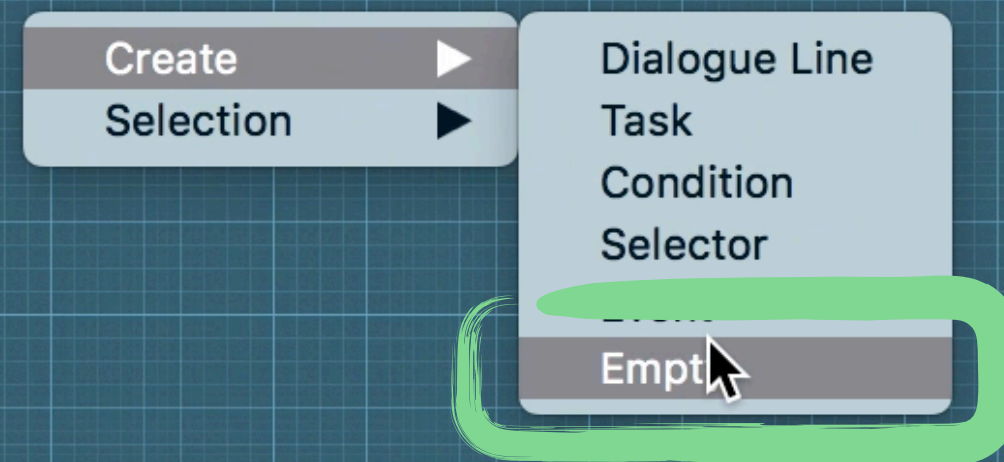 Create
Selection
Dialogue Line
Task
Condition
Selector